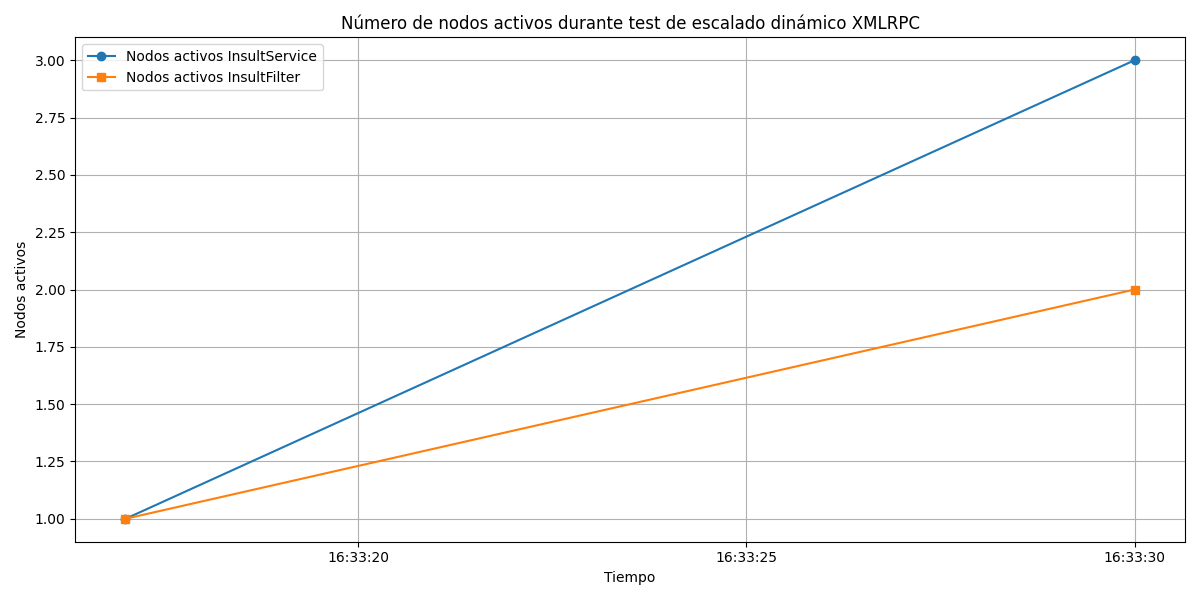 Número de nodos activos durante test de escalado dinámico XMLRPC
Nodos activos InsultService
Nodos activos InsultFilter
Nodos activos
3.00
2.75
2.50
2.25
2.00
1.75
1.50
1.25
1.00
16:33:20
16:33:25
16:33:30
Tiempo